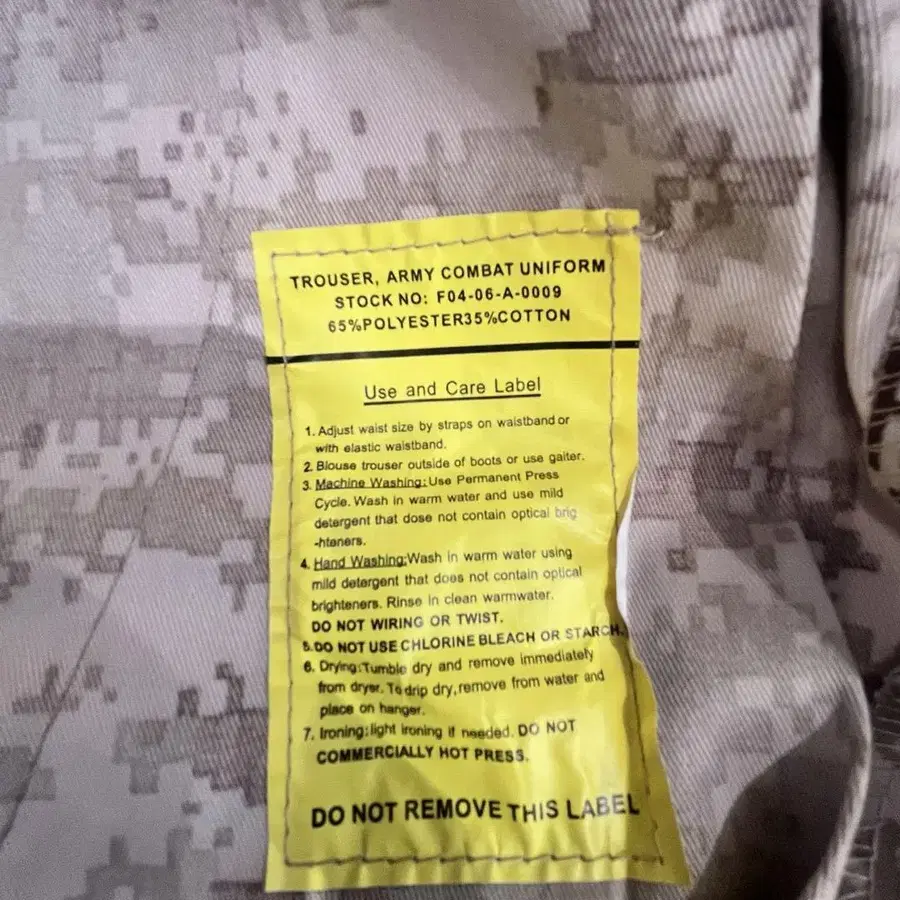 TROUSER, ARMY COMBAT UNIFORM
STOCK NO: F04-06-A-0009
65%POLYESTER35%COTTON
Use and Care Label
1. Adjust waist size by straps on waistband or
with elastic waistband.
2. Blouse trouser outside of boots or use gaiter.
3. Machine Washing:Use Permanent Press
Cycle. Wash in warm water and use mild
detergent that dose not contain optical brig
-hteners.
4. Hand Washing:Wash in warm water using
mild detergent that does not contain optical
brighteners. Rinse in clean warmwater.
DO NOT WIRING OR TWIST.
5.DO NOT USE CHLORINE BLEACH OR STARCH.
6. Drying:Tumble dry and remove immediately
from dryer. To drip dry,remove from water and
place on hanger.
7. Ironing:light ironing if needed. DO NOT
COMMERCIALLY HOT PRESS.
DO NOT REMOVE THIS LABEL